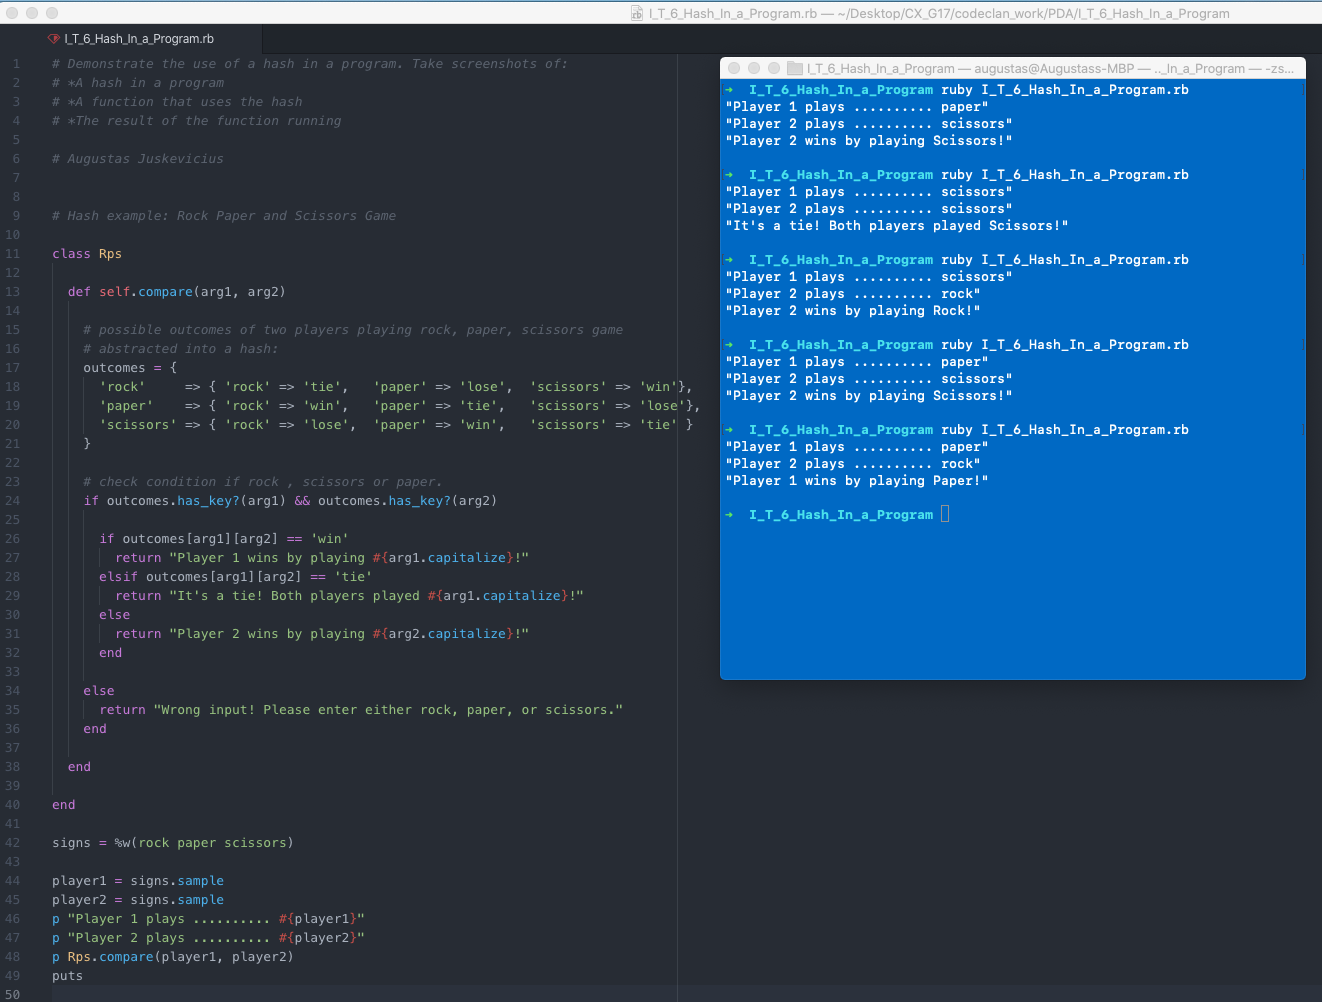 I_T_6_Hash_In_a_Program.rb — ~/Desktop/CX_G17/codeclan_work/PDA/I_T_6_Hash_In_a_Program
I_T_6_Hash_In_a_Program.rb
1 # Demonstrate the use of a hash in a program. Take screenshots of:
2 # *A hash in a program
3 # *A function that uses the hash
4 # *The result of the function running
5
6 # Augustas Juskevicius
7
8
9 # Hash example: Rock Paper and Scissors Game
10
11 class Rps
12
13   def self.compare(arg1, arg2)
14
15     # possible outcomes of two players playing rock, paper, scissors game
16     # abstracted into a hash:
17     outcomes = {
18       'rock'     => { 'rock' => 'tie',   'paper' => 'lose',  'scissors' => 'win'},
19       'paper'    => { 'rock' => 'win',   'paper' => 'tie',   'scissors' => 'lose'},
20       'scissors' => { 'rock' => 'lose',  'paper' => 'win',   'scissors' => 'tie' }
21     }
22
23     # check condition if rock , scissors or paper.
24     if outcomes.has_key?(arg1) && outcomes.has_key?(arg2)
25
26       if outcomes[arg1][arg2] == 'win'
27         return "Player 1 wins by playing #{arg1.capitalize}!"
28       elsif outcomes[arg1][arg2] == 'tie'
29         return "It's a tie! Both players played #{arg1.capitalize}!"
30       else
31         return "Player 2 wins by playing #{arg2.capitalize}!"
32       end
33
34     else
35       return "Wrong input! Please enter either rock, paper, or scissors."
36     end
37
38   end
39
40 end
41
42 signs = %w(rock paper scissors)
43
44 player1 = signs.sample
45 player2 = signs.sample
46 p "Player 1 plays .......... #{player1}"
47 p "Player 2 plays .......... #{player2}"
48 p Rps.compare(player1, player2)
49 puts
50
I_T_6_Hash_In_a_Program — augustas@Augustass-MBP — .._In_a_Program — -zs...
➜  I_T_6_Hash_In_a_Program ruby I_T_6_Hash_In_a_Program.rb
"Player 1 plays .......... paper"
"Player 2 plays .......... scissors"
"Player 2 wins by playing Scissors!"

➜  I_T_6_Hash_In_a_Program ruby I_T_6_Hash_In_a_Program.rb
"Player 1 plays .......... scissors"
"Player 2 plays .......... scissors"
"It's a tie! Both players played Scissors!"

➜  I_T_6_Hash_In_a_Program ruby I_T_6_Hash_In_a_Program.rb
"Player 1 plays .......... scissors"
"Player 2 plays .......... rock"
"Player 2 wins by playing Rock!"

➜  I_T_6_Hash_In_a_Program ruby I_T_6_Hash_In_a_Program.rb
"Player 1 plays .......... paper"
"Player 2 plays .......... scissors"
"Player 2 wins by playing Scissors!"

➜  I_T_6_Hash_In_a_Program ruby I_T_6_Hash_In_a_Program.rb
"Player 1 plays .......... paper"
"Player 2 plays .......... rock"
"Player 1 wins by playing Paper!"

➜  I_T_6_Hash_In_a_Program